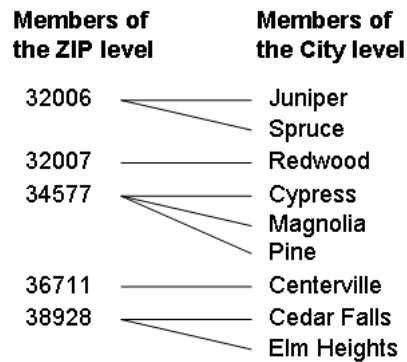 Members of the ZIP level
Members of the City level
32006
Juniper
Spruce
32007
Redwood
34577
Cypress
Magnolia
Pine
36711
Centerville
38928
Cedar Falls
Elm Heights